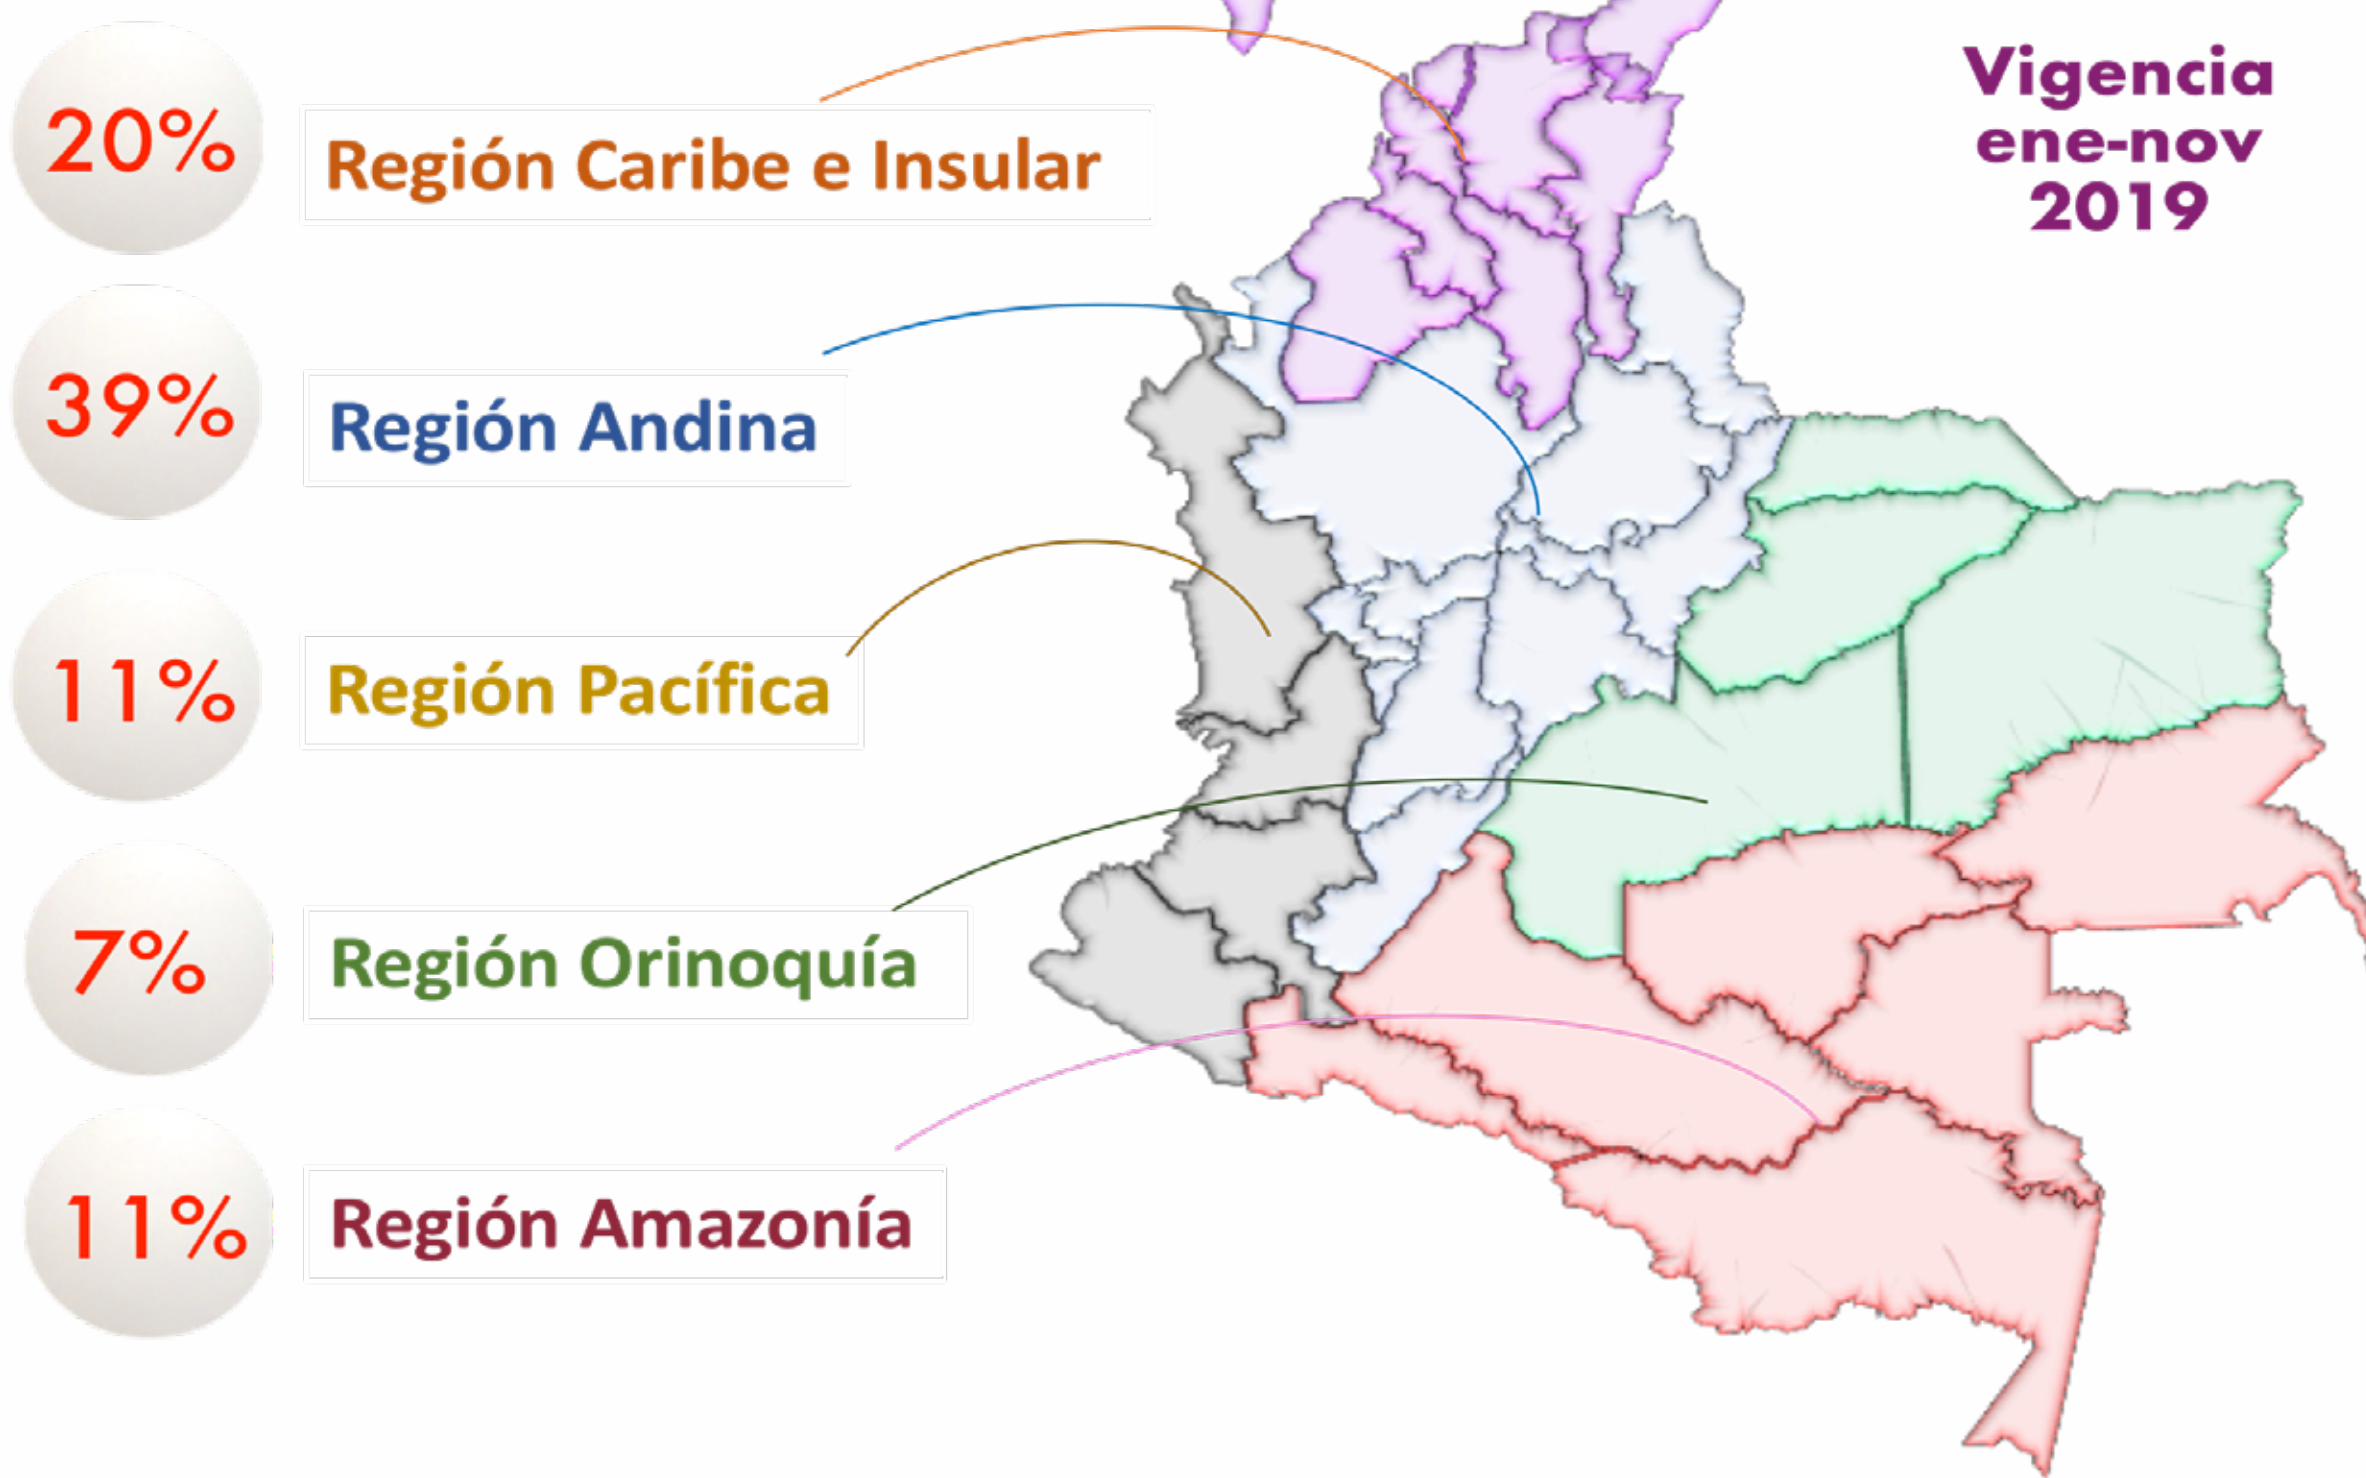 20%
Región Caribe e Insular
Vigencia
ene-nov
2019
39%
Región Andina
11%
Región Pacífica
7%
Región Orinoquía
11%
Región Amazonía